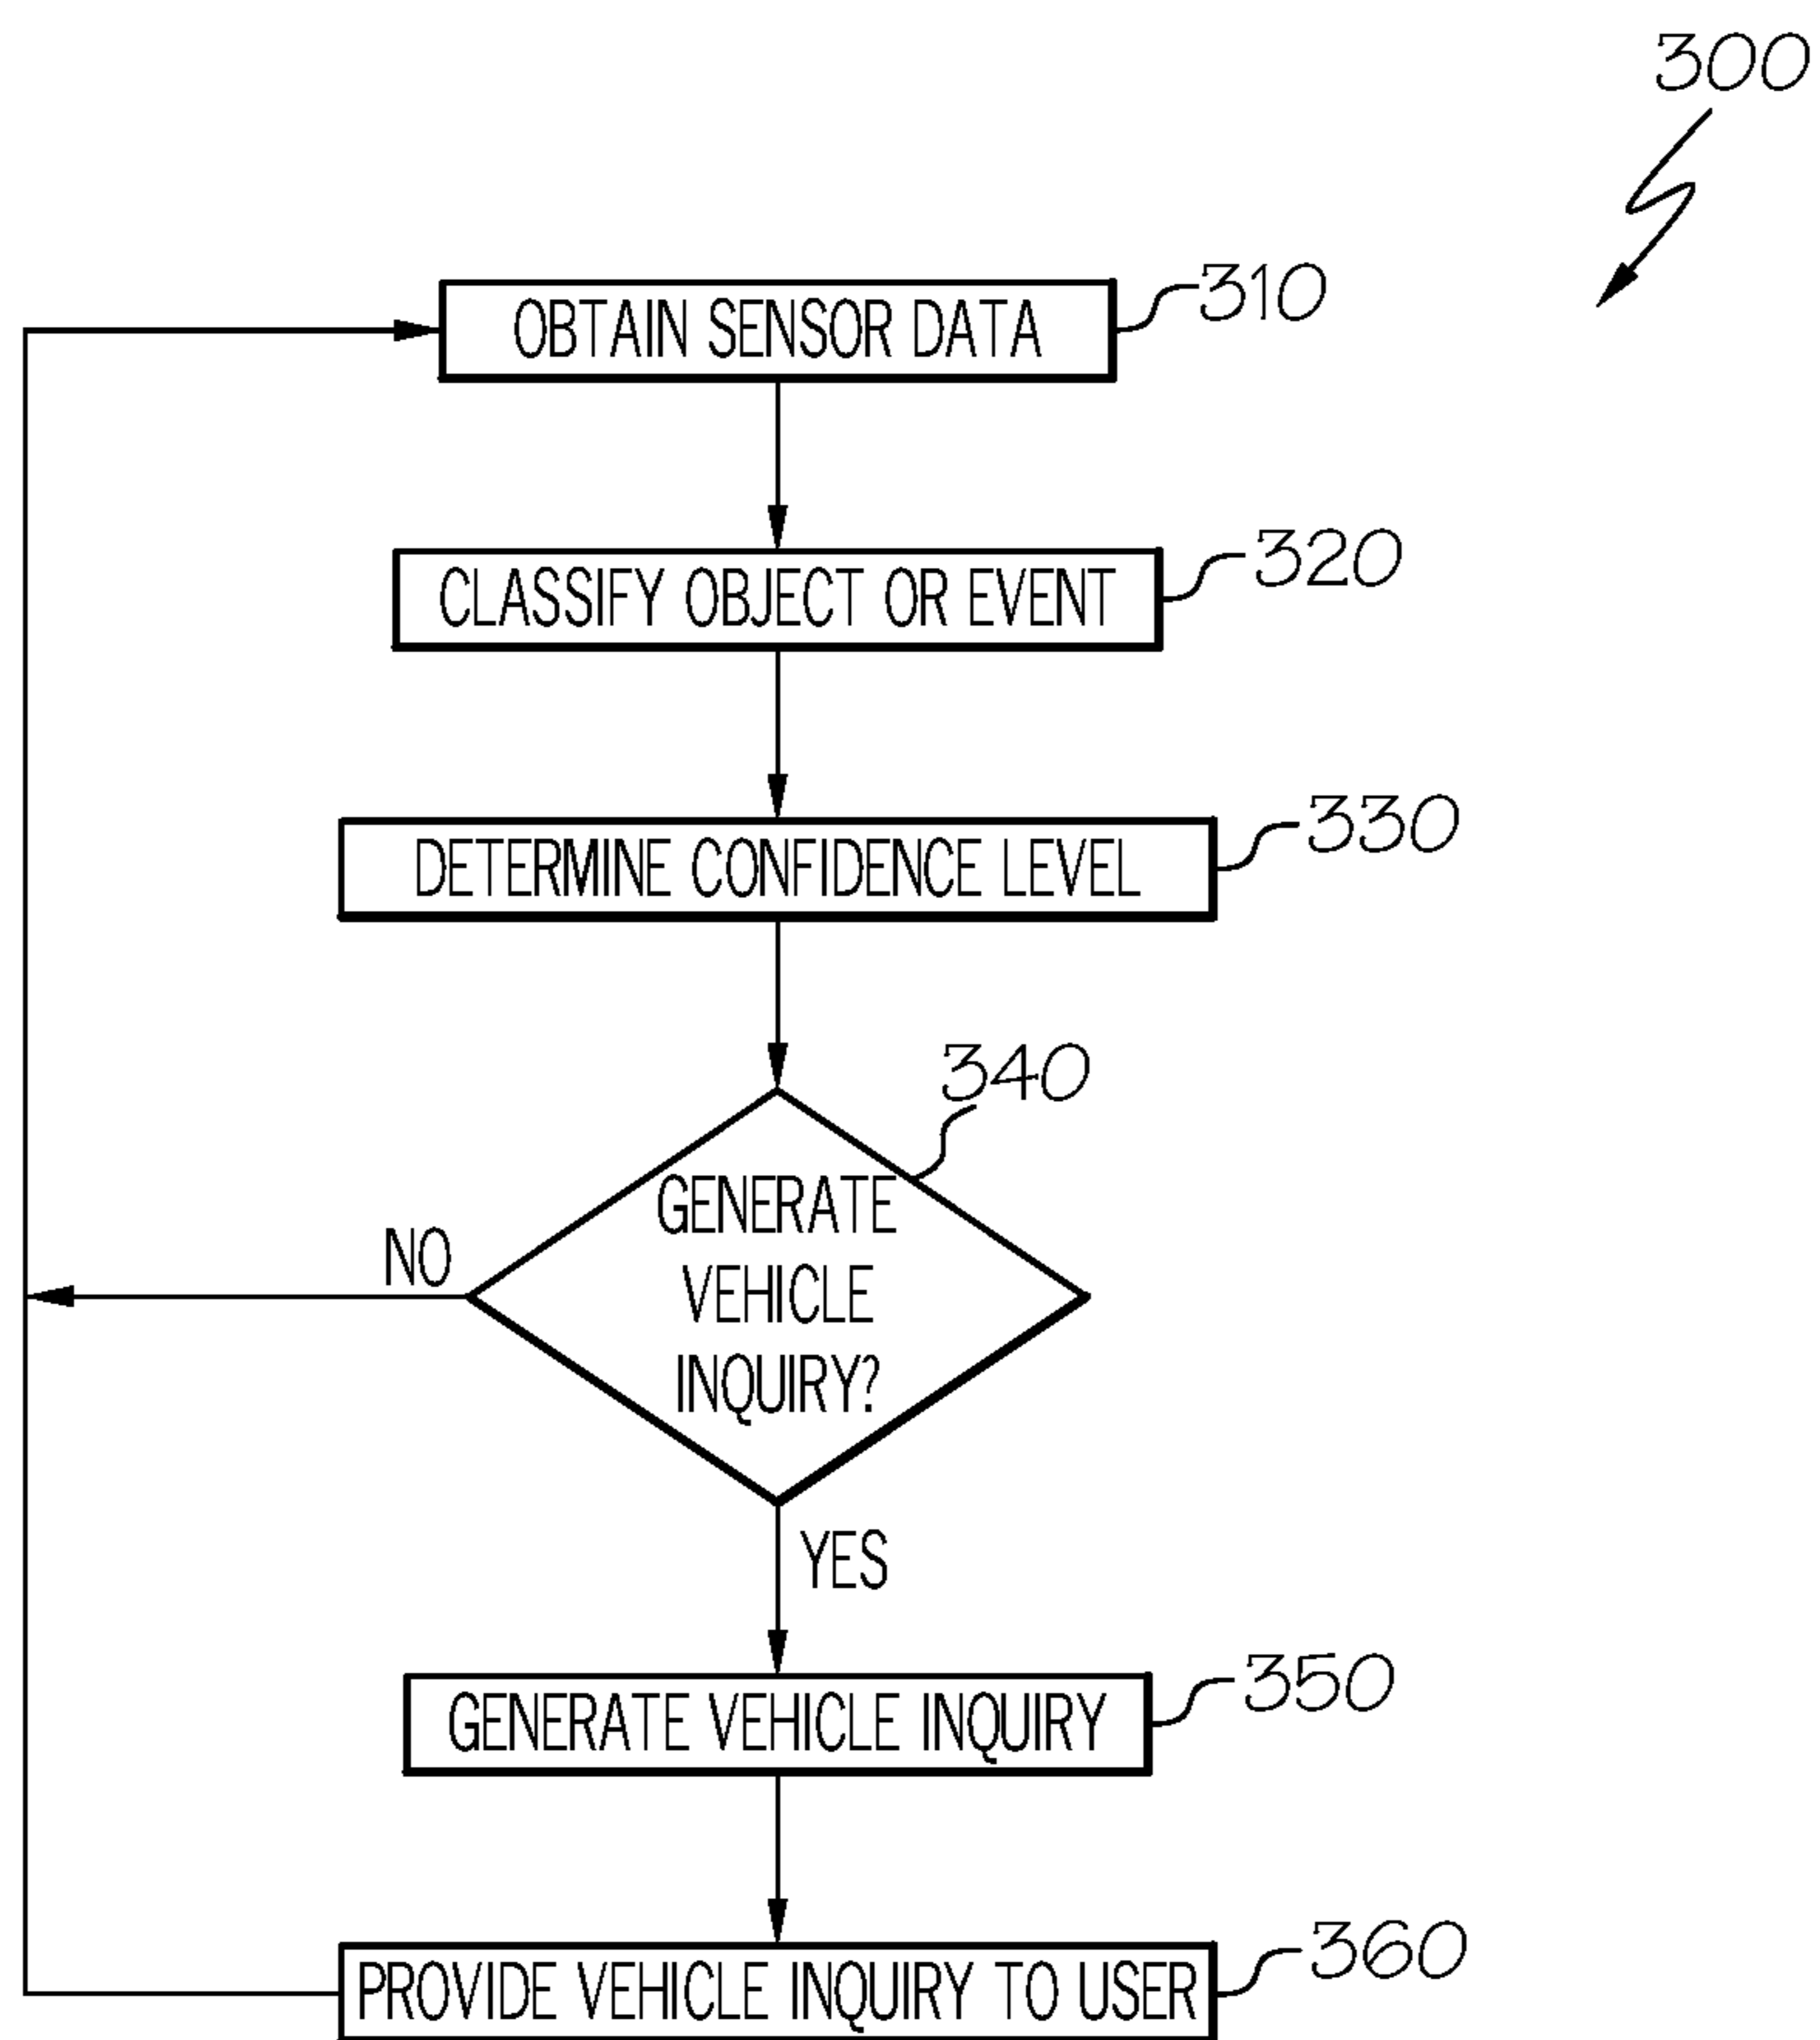 300
OBTAIN SENSOR DATA
310
CLASSIFY OBJECT OR EVENT
320
DETERMINE CONFIDENCE LEVEL
330
340
GENERATE
VEHICLE
INQUIRY?
NO
YES
GENERATE VEHICLE INQUIRY
350
PROVIDE VEHICLE INQUIRY TO USER
360